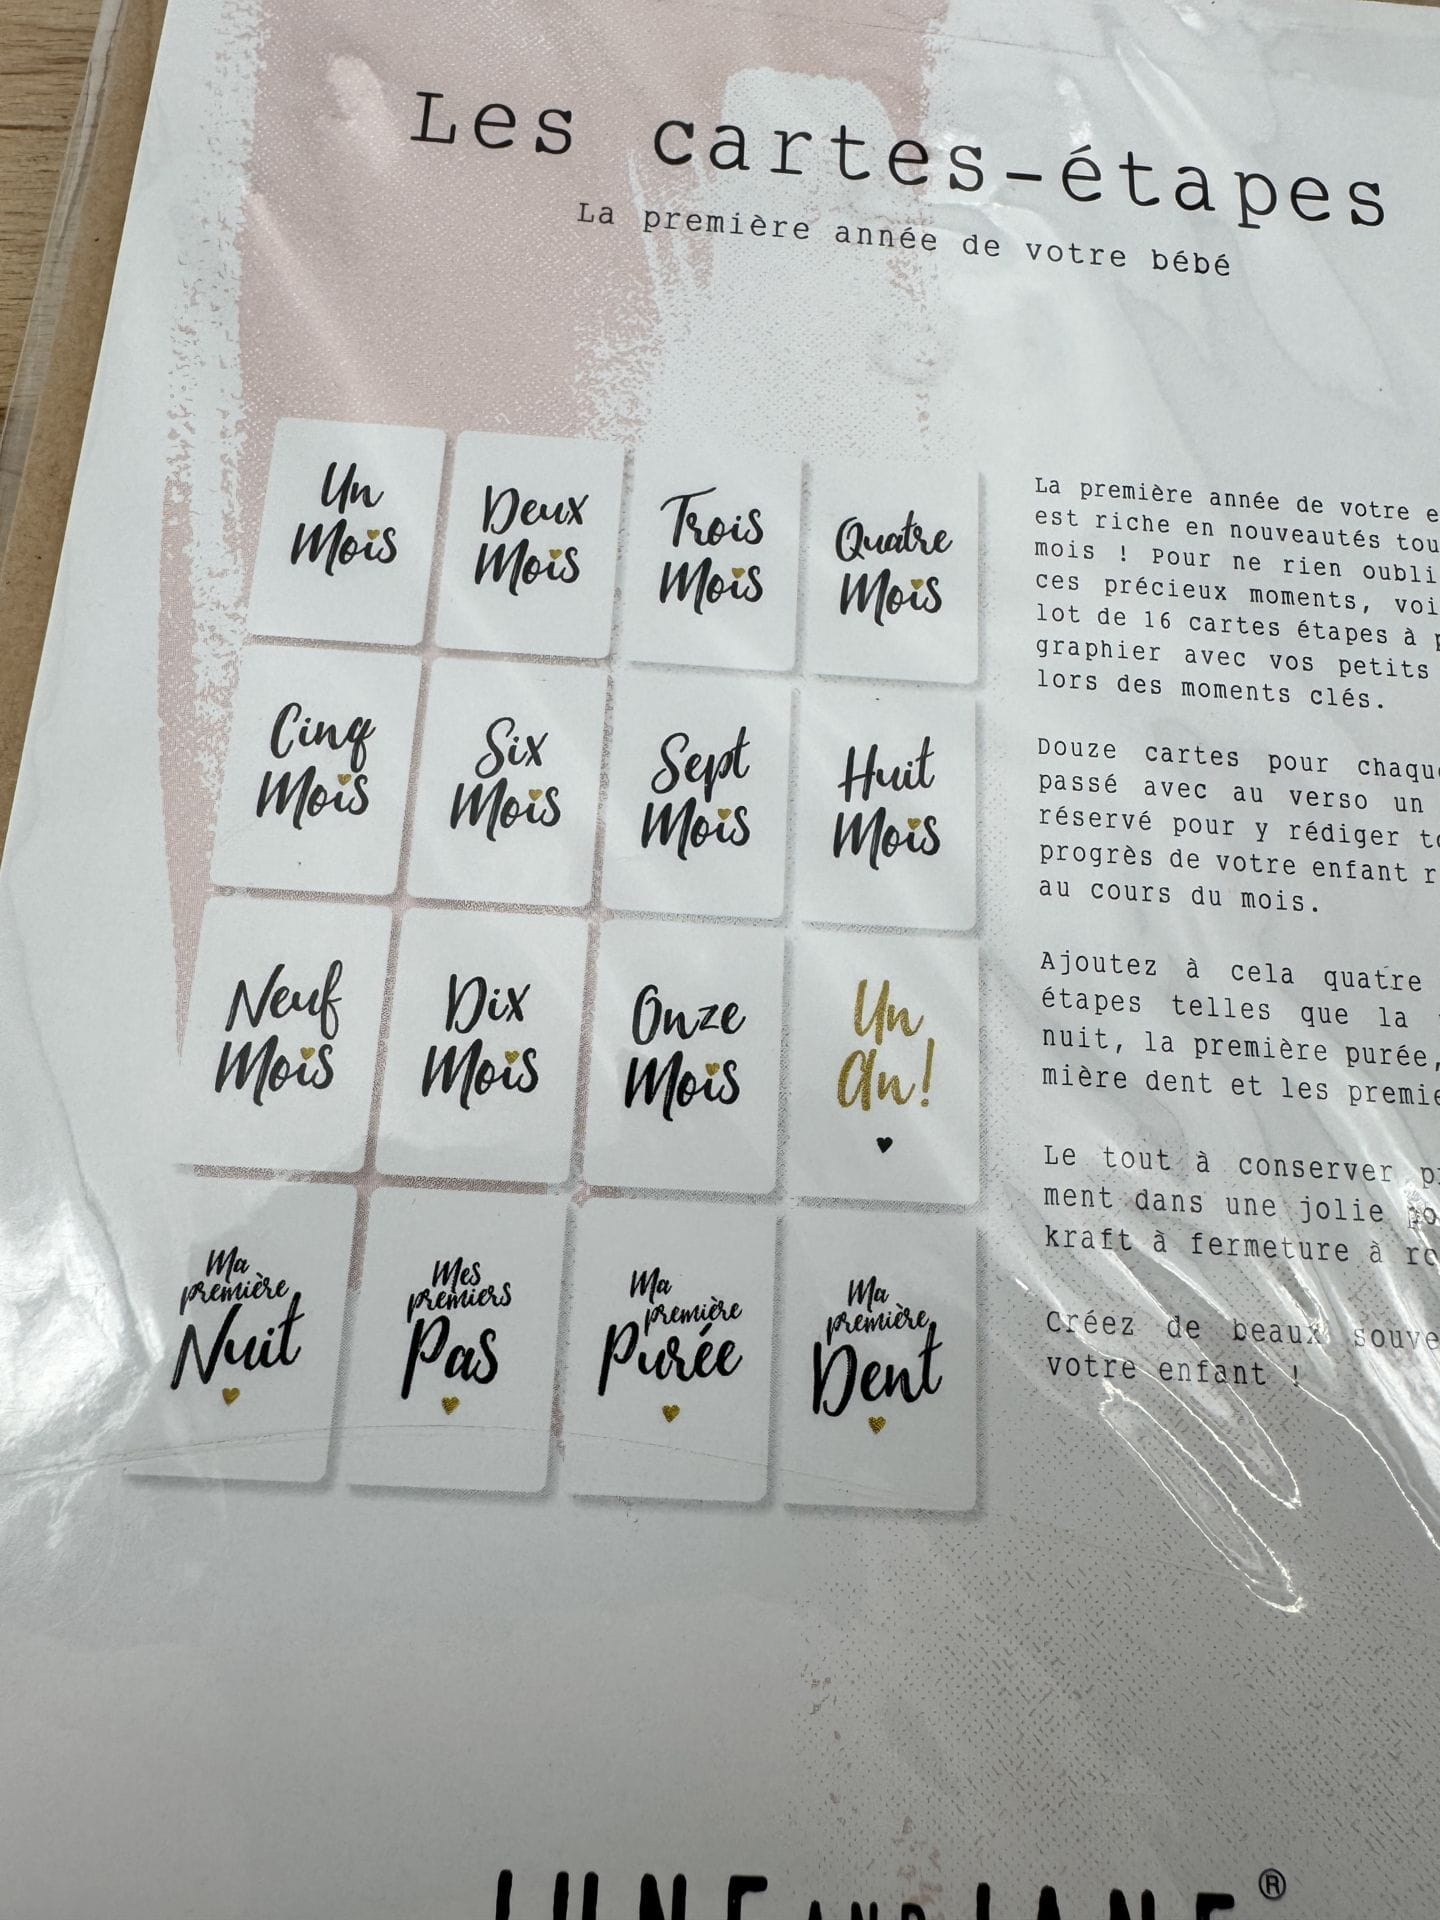 Les cartes-étapes
La première année de votre bébé
Un
Mois
Deux
Mois
Trois
Mois
Quatre
Mois
Cinq
Mois
Six
Mois
Sept
Mois
Huit
Mois
Neuf
Mois
Dix
Mois
Onze
Mois
Un
An!
Ma
première
Nuit
Mes
premiers
Pas
Ma
première
Purée
Ma
première
Dent
La première année de votre
est riche en nouveautés
mois ! Pour ne rien
ces précieux moments,
lot de 16 cartes étapes à
graphier avec vos petits
lors des moments clés.
Douze cartes pour
passé avec au verso un
réservé pour y rédiger
progrès de votre enfant
au cours du mois.
Ajoutez à cela quatre
étapes telles que la
nuit, la première purée,
mière dent et les
Le tout à conserver
ment dans une jolie
kraft à fermeture à
Créez de beaux
votre enfant !
JUNE AND JANE ®